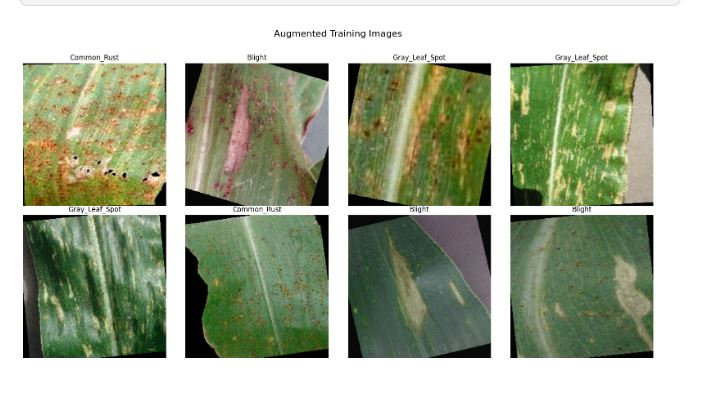 Augmented Training Images
Common_Rust
Blight
Gray_Leaf_Spot
Gray_Leaf_Spot
Gray_Leaf_Spot
Common_Rust
Blight
Blight